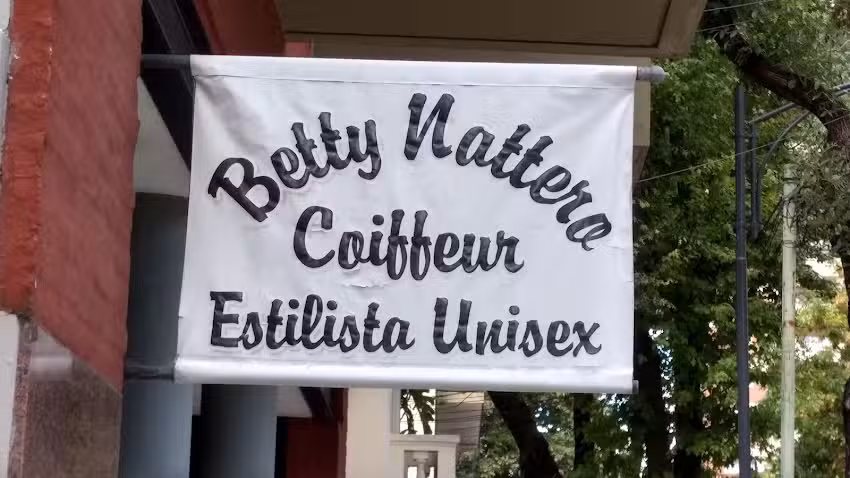 Betty Nattero
Coiffeur
Estilista Unisex